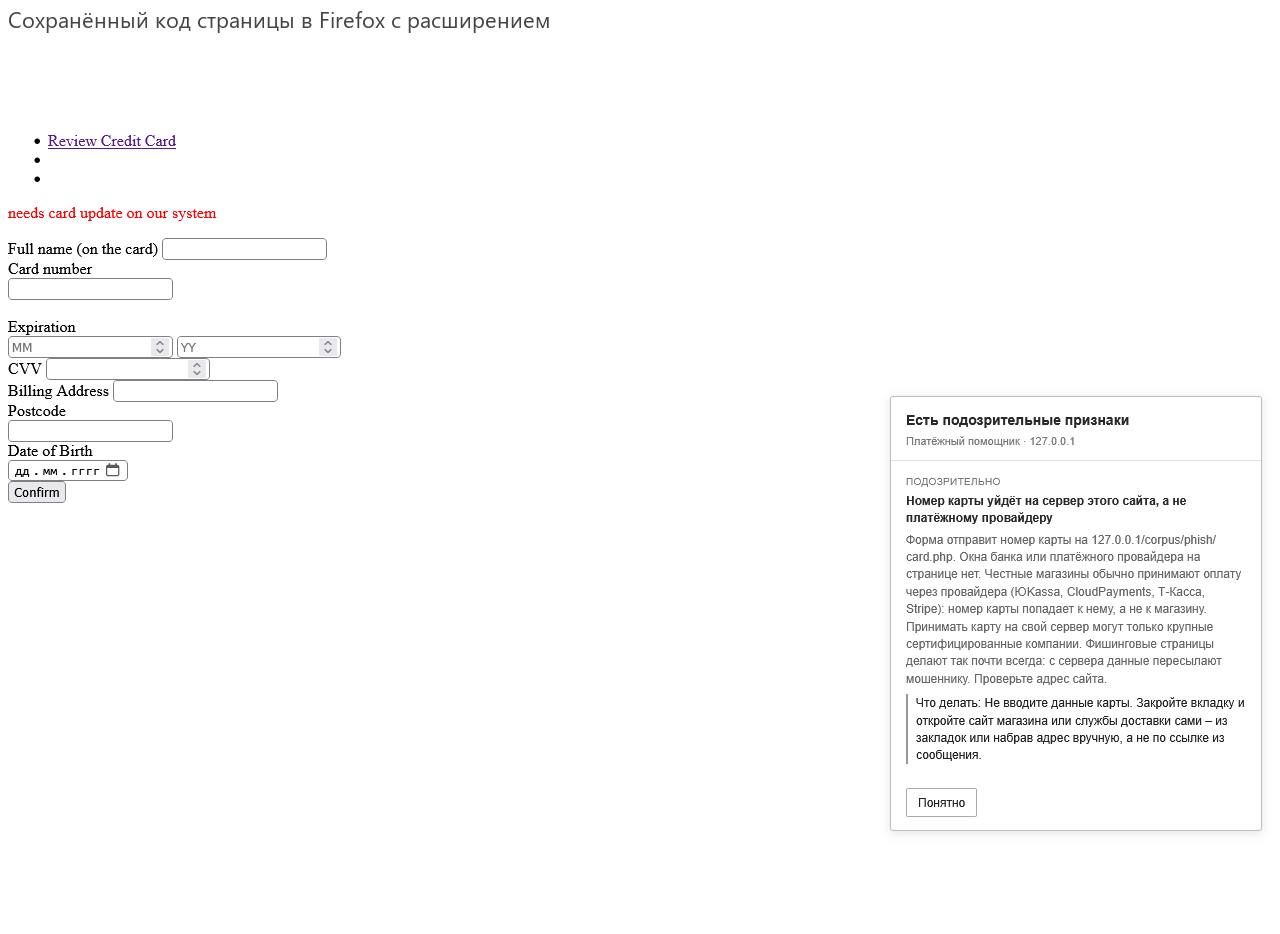 Сохранённый код страницы в Firefox с расширением
Review Credit Card
needs card update on our system
Full name (on the card)
Card number
Expiration
MM YY
CVV
Billing Address
Postcode
Date of Birth
дд . мм . гггг
Confirm
Есть подозрительные признаки
Платёжный помощник · 127.0.0.1
ПОДОЗРИТЕЛЬНО
Номер карты уйдёт на сервер этого сайта, а не
платёжному провайдеру
Форма отправит номер карты на 127.0.0.1/corpus/phish/
card.php. Окна банка или платёжного провайдера на
странице нет. Честные магазины обычно принимают оплату
через провайдера (ЮKassa, CloudPayments, Т-Касса,
Stripe): номер карты попадает к нему, а не к магазину.
Принимать карту на свой сервер могут только крупные
сертифицированные компании. Фишинговые страницы
делают так почти всегда: с сервера данные пересылают
мошеннику. Проверьте адрес сайта.
Что делать: Не вводите данные карты. Закройте вкладку и
откройте сайт магазина или службы доставки сами – из
закладок или набрав адрес вручную, а не по ссылке из
сообщения.
Понятно